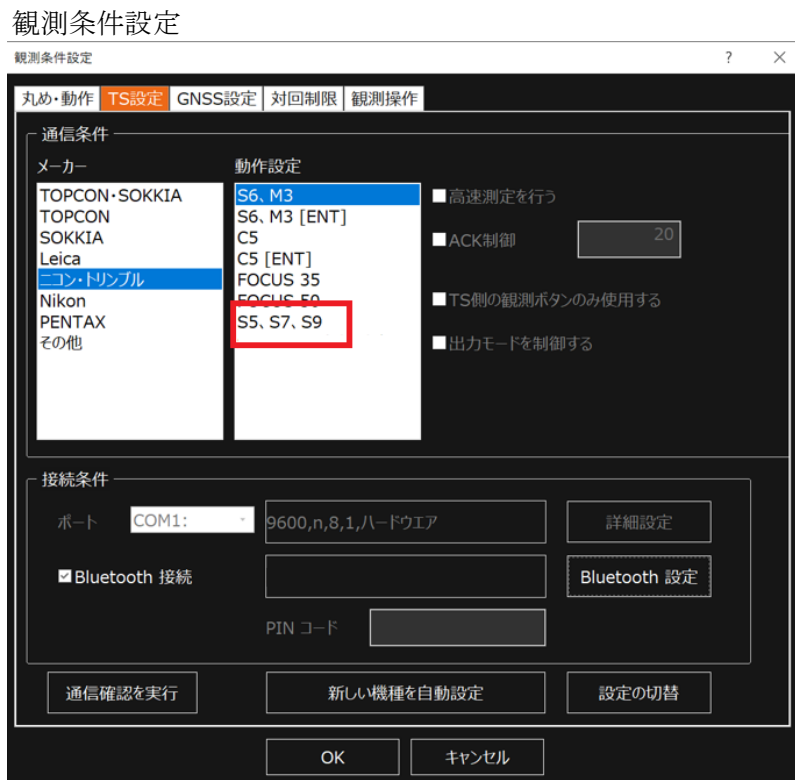 観測条件設定
観測条件設定 ? ×
丸め・動作 TS設定 GNSS設定 対回制限 観測操作
通信条件
メーカー
TOPCON・SOKKIA
TOPCON
SOKKIA
Leica
ニコン・トリンブル
Nikon
PENTAX
その他
動作設定
S6、M3
S6、M3 [ENT]
C5
C5 [ENT]
FOCUS 35
FOCUS 50
S5、S7、S9
高速測定を行う
ACK制御 20
TS側の観測ボタンのみ使用する
出力モードを制御する
接続条件
ポート COM1: 9600,n,8,1,ハードウエア 詳細設定
Bluetooth 接続 Bluetooth 設定
PIN コード
通信確認を実行 新しい機種を自動設定 設定の切替
OK キャンセル